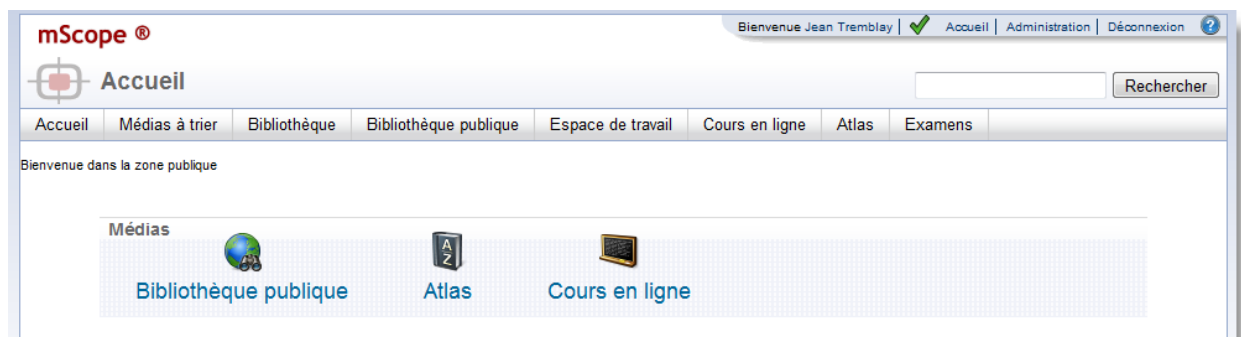 mScope ®
Bienvenue Jean Tremblay | Accueil | Administration | Déconnexion ?
Accueil
Rechercher
Accueil Médias à trier Bibliothèque Bibliothèque publique Espace de travail Cours en ligne Atlas Examens
Bienvenue dans la zone publique
Médias
A
Z
Bibliothèque publique Atlas Cours en ligne